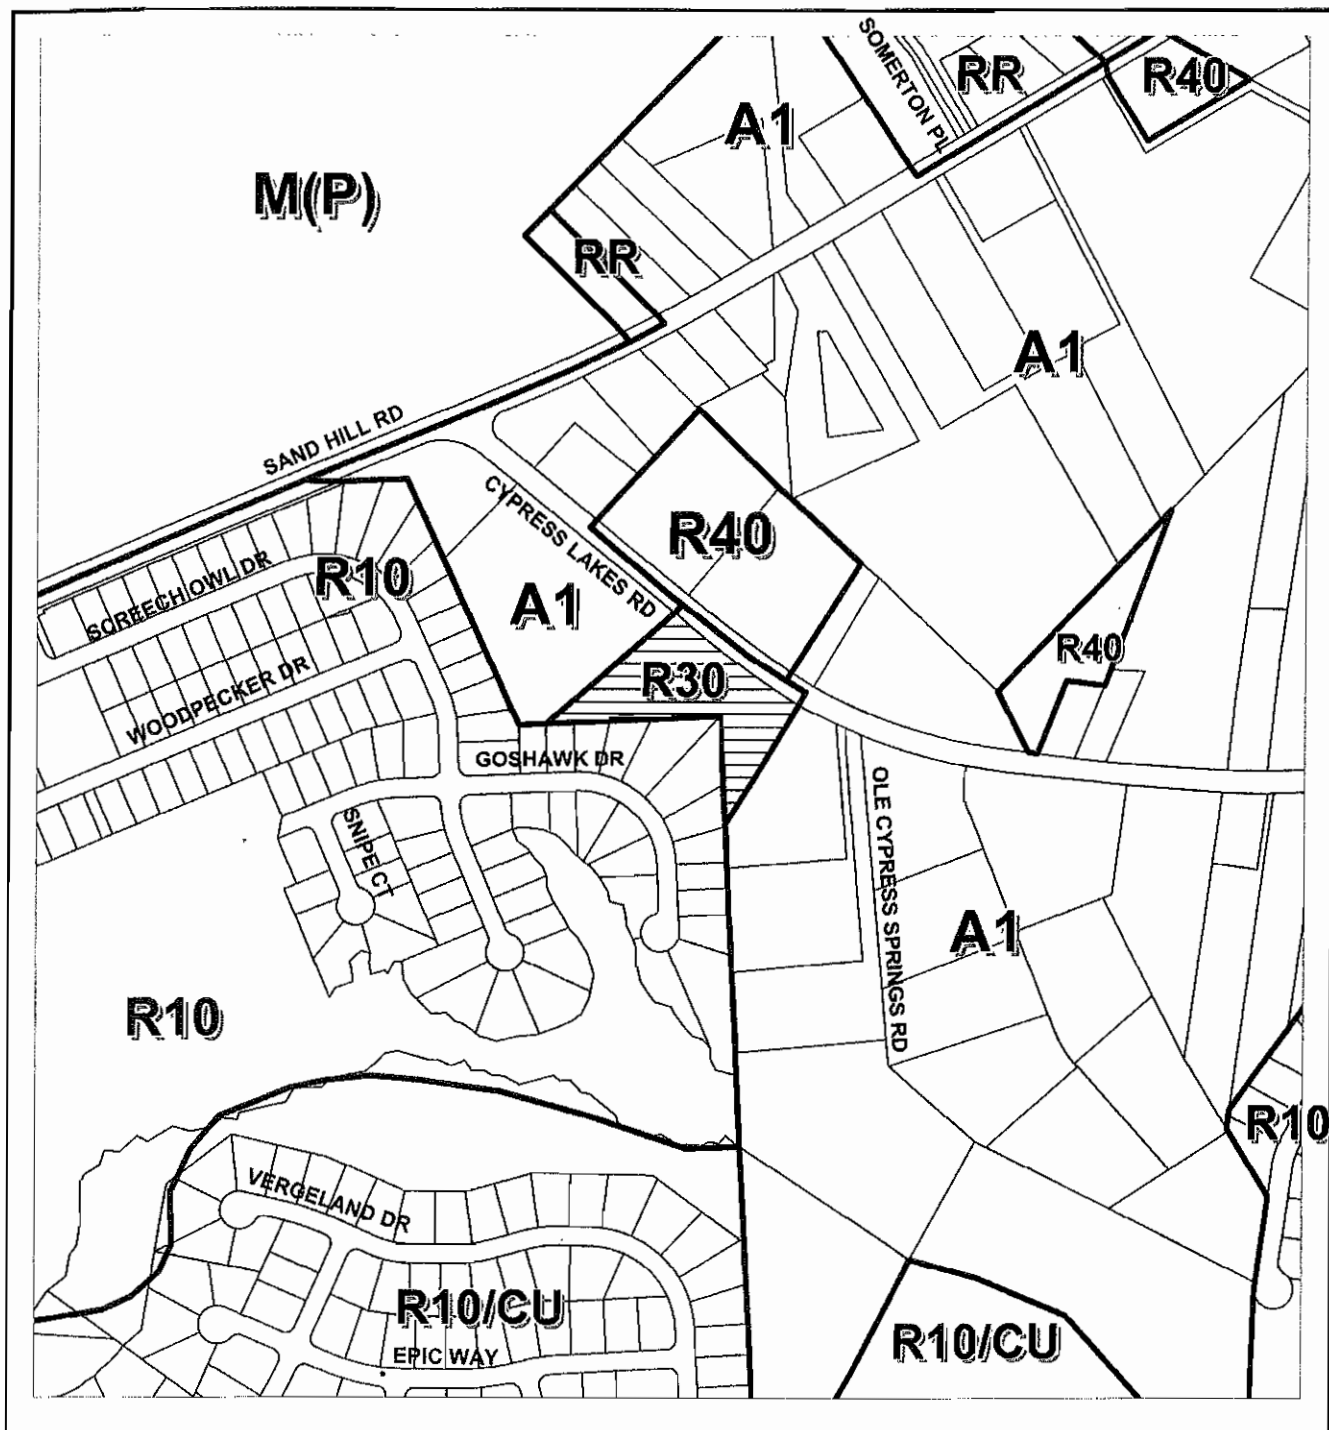 SOMERTON PL
RR
R40
A1
M(P)
RR
A1
SAND HILL RD
CYPRESS LAKES RD
R40
SCREECH OWL DR
R10
A1
R40
WOODPECKER DR
R30
GOSHAWK DR
SNIPE CT
OLE CYPRESS SPRINGS RD
A1
R10
R10
VERGELAND DR
R10/CU
R10/CU
EPIC WAY